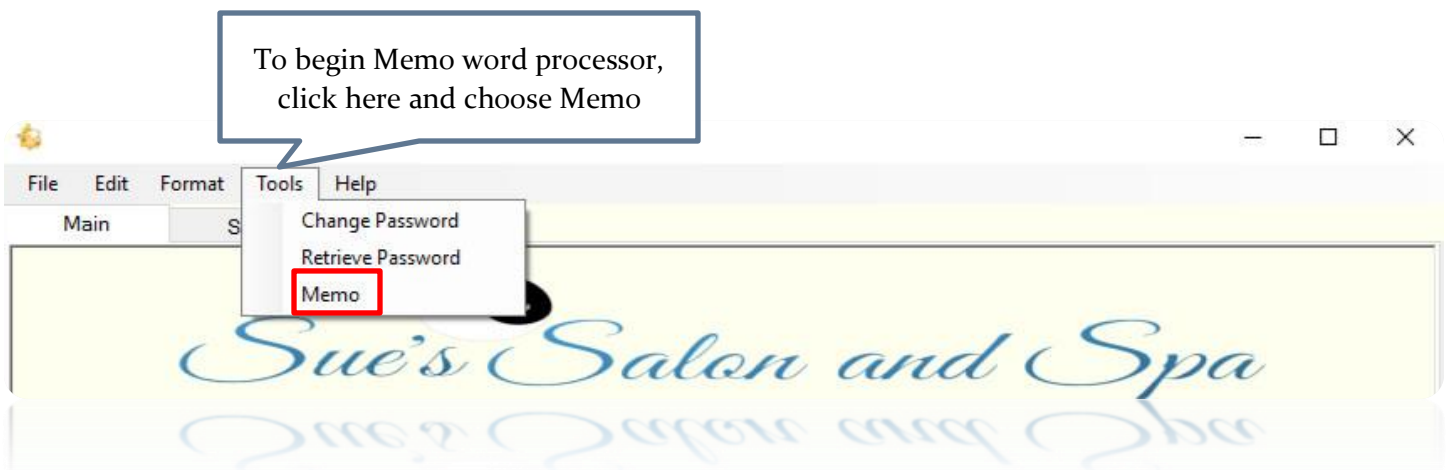 To begin Memo word processor,
click here and choose Memo
File Edit Format Tools Help
Main S
Change Password
Retrieve Password
Memo
Sue's Salon and Spa